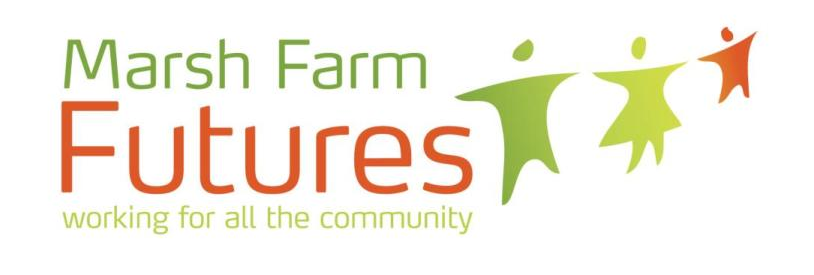 Marsh Farm
Futures
working for all the community